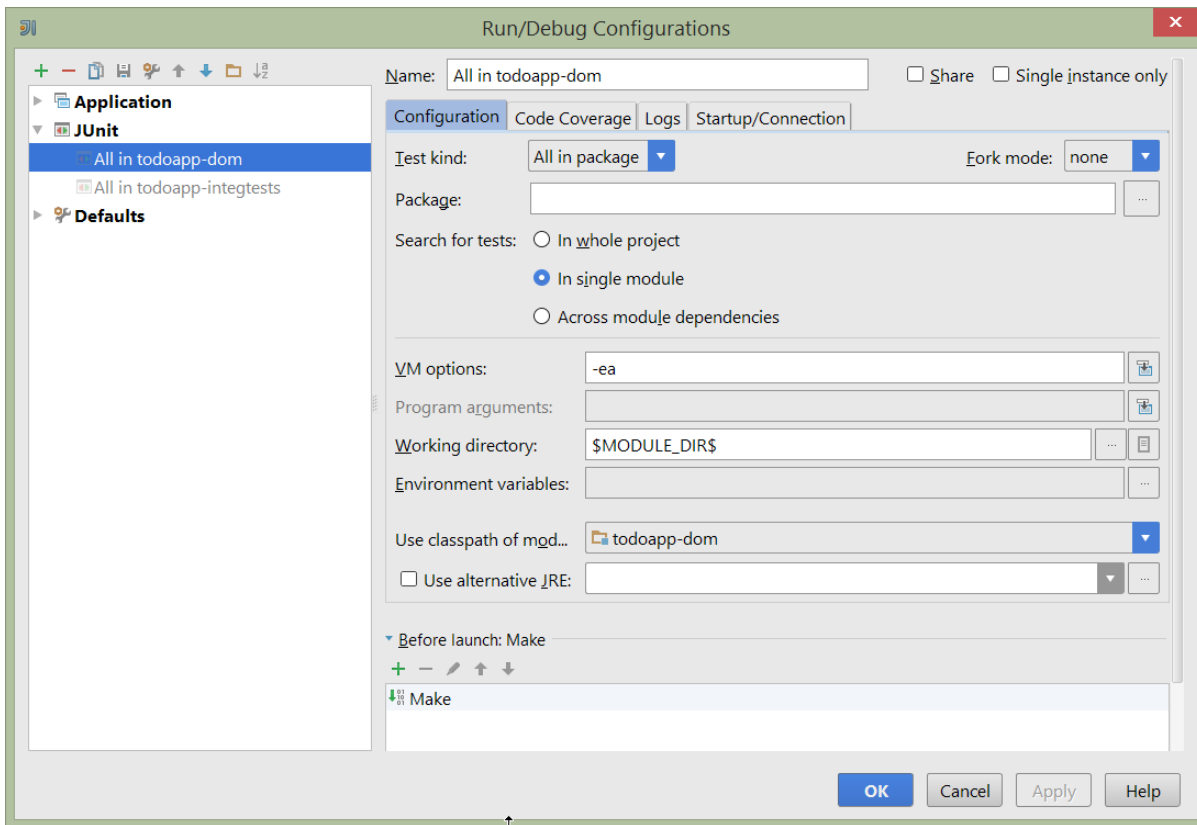 Run/Debug Configurations
Name: All in todoapp-dom Share Single instance only
Application
JUnit
All in todoapp-dom
All in todoapp-integtests
Defaults
Configuration Code Coverage Logs Startup/Connection
Test kind: All in package Fork mode: none
Package:
Search for tests: In whole project
In single module
Across module dependencies
VM options: -ea
Program arguments:
Working directory: $MODULE_DIR$
Environment variables:
Use classpath of mod... todoapp-dom
Use alternative JRE:
Before launch: Make
Make
OK Cancel Apply Help